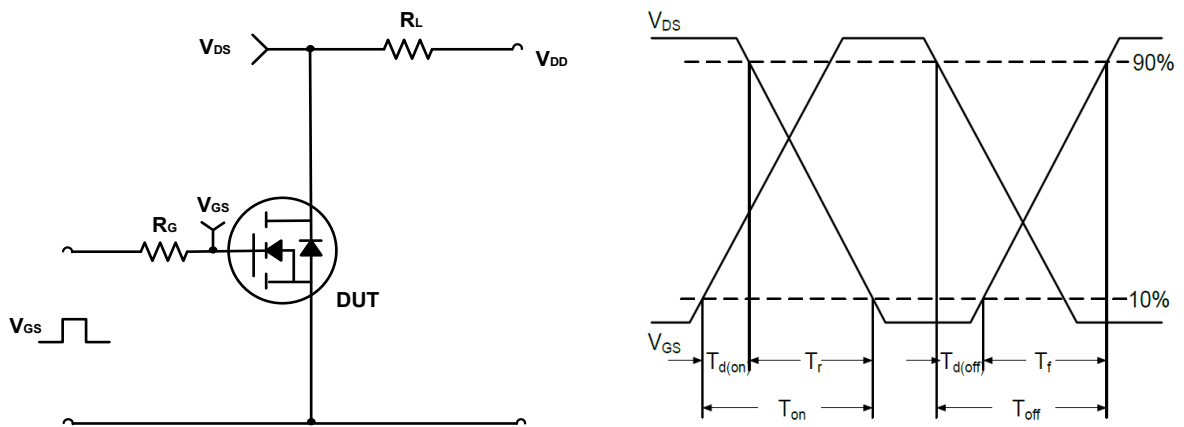 RL
VDS
VDD
VGS
RG
DUT
VGS
VDS
90%
10%
VGS
Td(on)
Tr
Td(off)
Tf
Ton
Toff